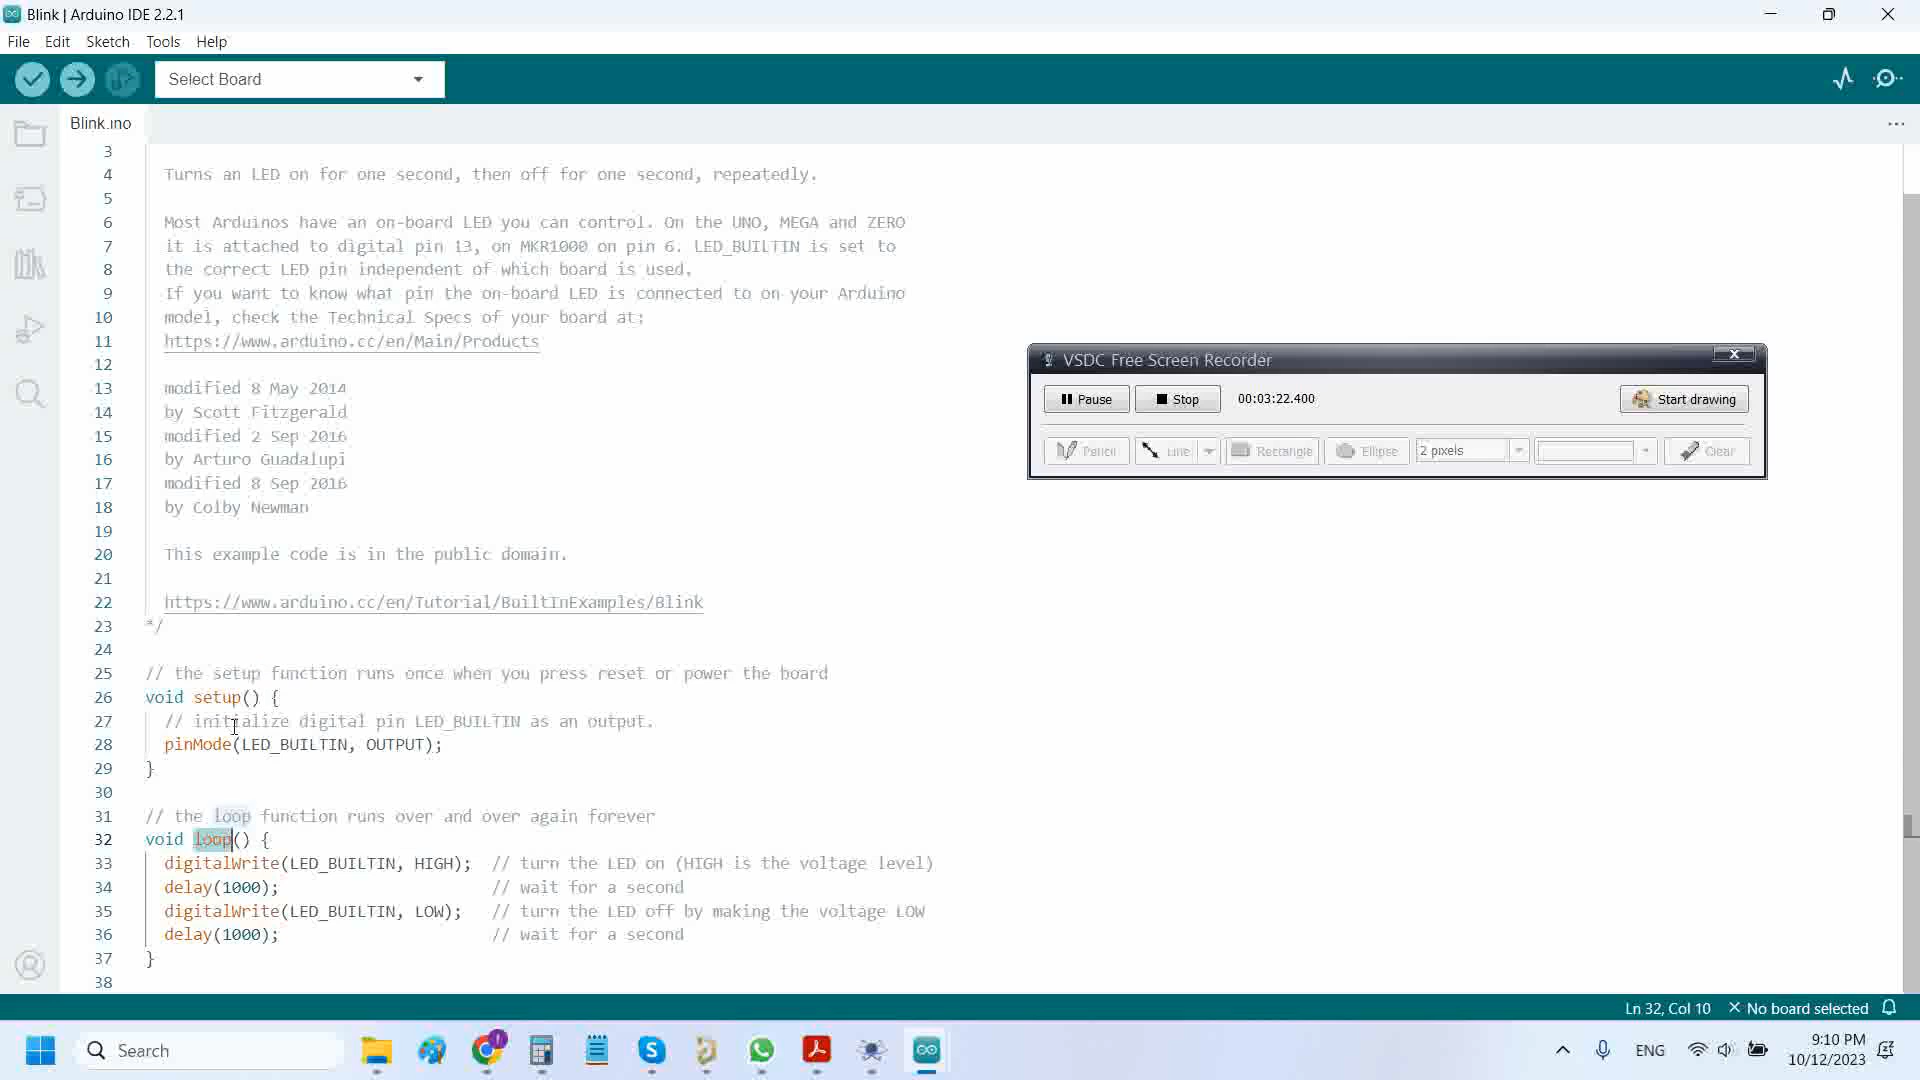 Blink | Arduino IDE 2.2.1
File Edit Sketch Tools Help
Select Board
Blink.ino
3
4 Turns an LED on for one second, then off for one second, repeatedly.
5
6 Most Arduinos have an on-board LED you can control. On the UNO, MEGA and ZERO
7 it is attached to digital pin 13, on MKR1000 on pin 6. LED_BUILTIN is set to
8 the correct LED pin independent of which board is used.
9 If you want to know what pin the on-board LED is connected to on your Arduino
10 model, check the Technical Specs of your board at:
11 https://www.arduino.cc/en/Main/Products
12
13 modified 8 May 2014
14 by Scott Fitzgerald
15 modified 2 Sep 2016
16 by Arturo Guadalupi
17 modified 8 Sep 2016
18 by Colby Newman
19
20 This example code is in the public domain.
21
22 https://www.arduino.cc/en/Tutorial/BuiltInExamples/Blink
23 */
24
25 // the setup function runs once when you press reset or power the board
26 void setup() {
27 // initialize digital pin LED_BUILTIN as an output.
28 pinMode(LED_BUILTIN, OUTPUT);
29 }
30
31 // the loop function runs over and over again forever
32 void loop() {
33 digitalWrite(LED_BUILTIN, HIGH); // turn the LED on (HIGH is the voltage level)
34 delay(1000); // wait for a second
35 digitalWrite(LED_BUILTIN, LOW); // turn the LED off by making the voltage LOW
36 delay(1000); // wait for a second
37 }
38
VSDC Free Screen Recorder
Pause Stop 00:03:22.400 Start drawing
Pencil Line Rectangle Ellipse 2 pixels Clear
Ln 32, Col 10 No board selected
Search
ENG
9:10 PM
10/12/2023